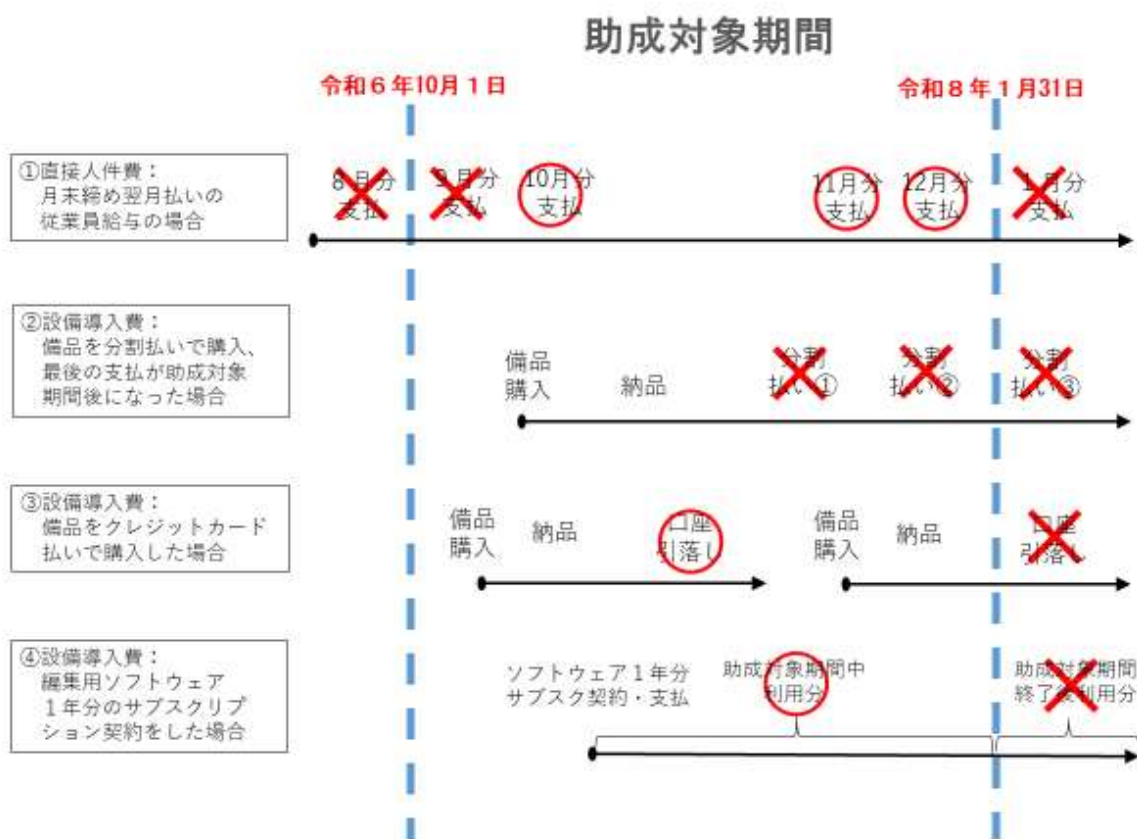 助成対象期間
令和６年10月１日
令和８年１月31日
①直接人件費：
月末締め翌月払いの
従業員給与の場合
8月分
支払
9月分
支払
10月分
支払
11月分
支払
12月分
支払
1月分
支払
②設備導入費：
備品を分割払いで購入、
最後の支払が助成対象
期間後になった場合
備品
購入
納品
分割
払い①
分割
払い②
分割
払い③
③設備導入費：
備品をクレジットカード
払いで購入した場合
備品
購入
納品
口座
引落し
備品
購入
納品
口座
引落し
④設備導入費：
編集用ソフトウェア
１年分のサブスクリプ
ション契約をした場合
ソフトウェア１年分
サブスク契約・支払
助成対象期間中
利用分
助成対象期間
終了後利用分